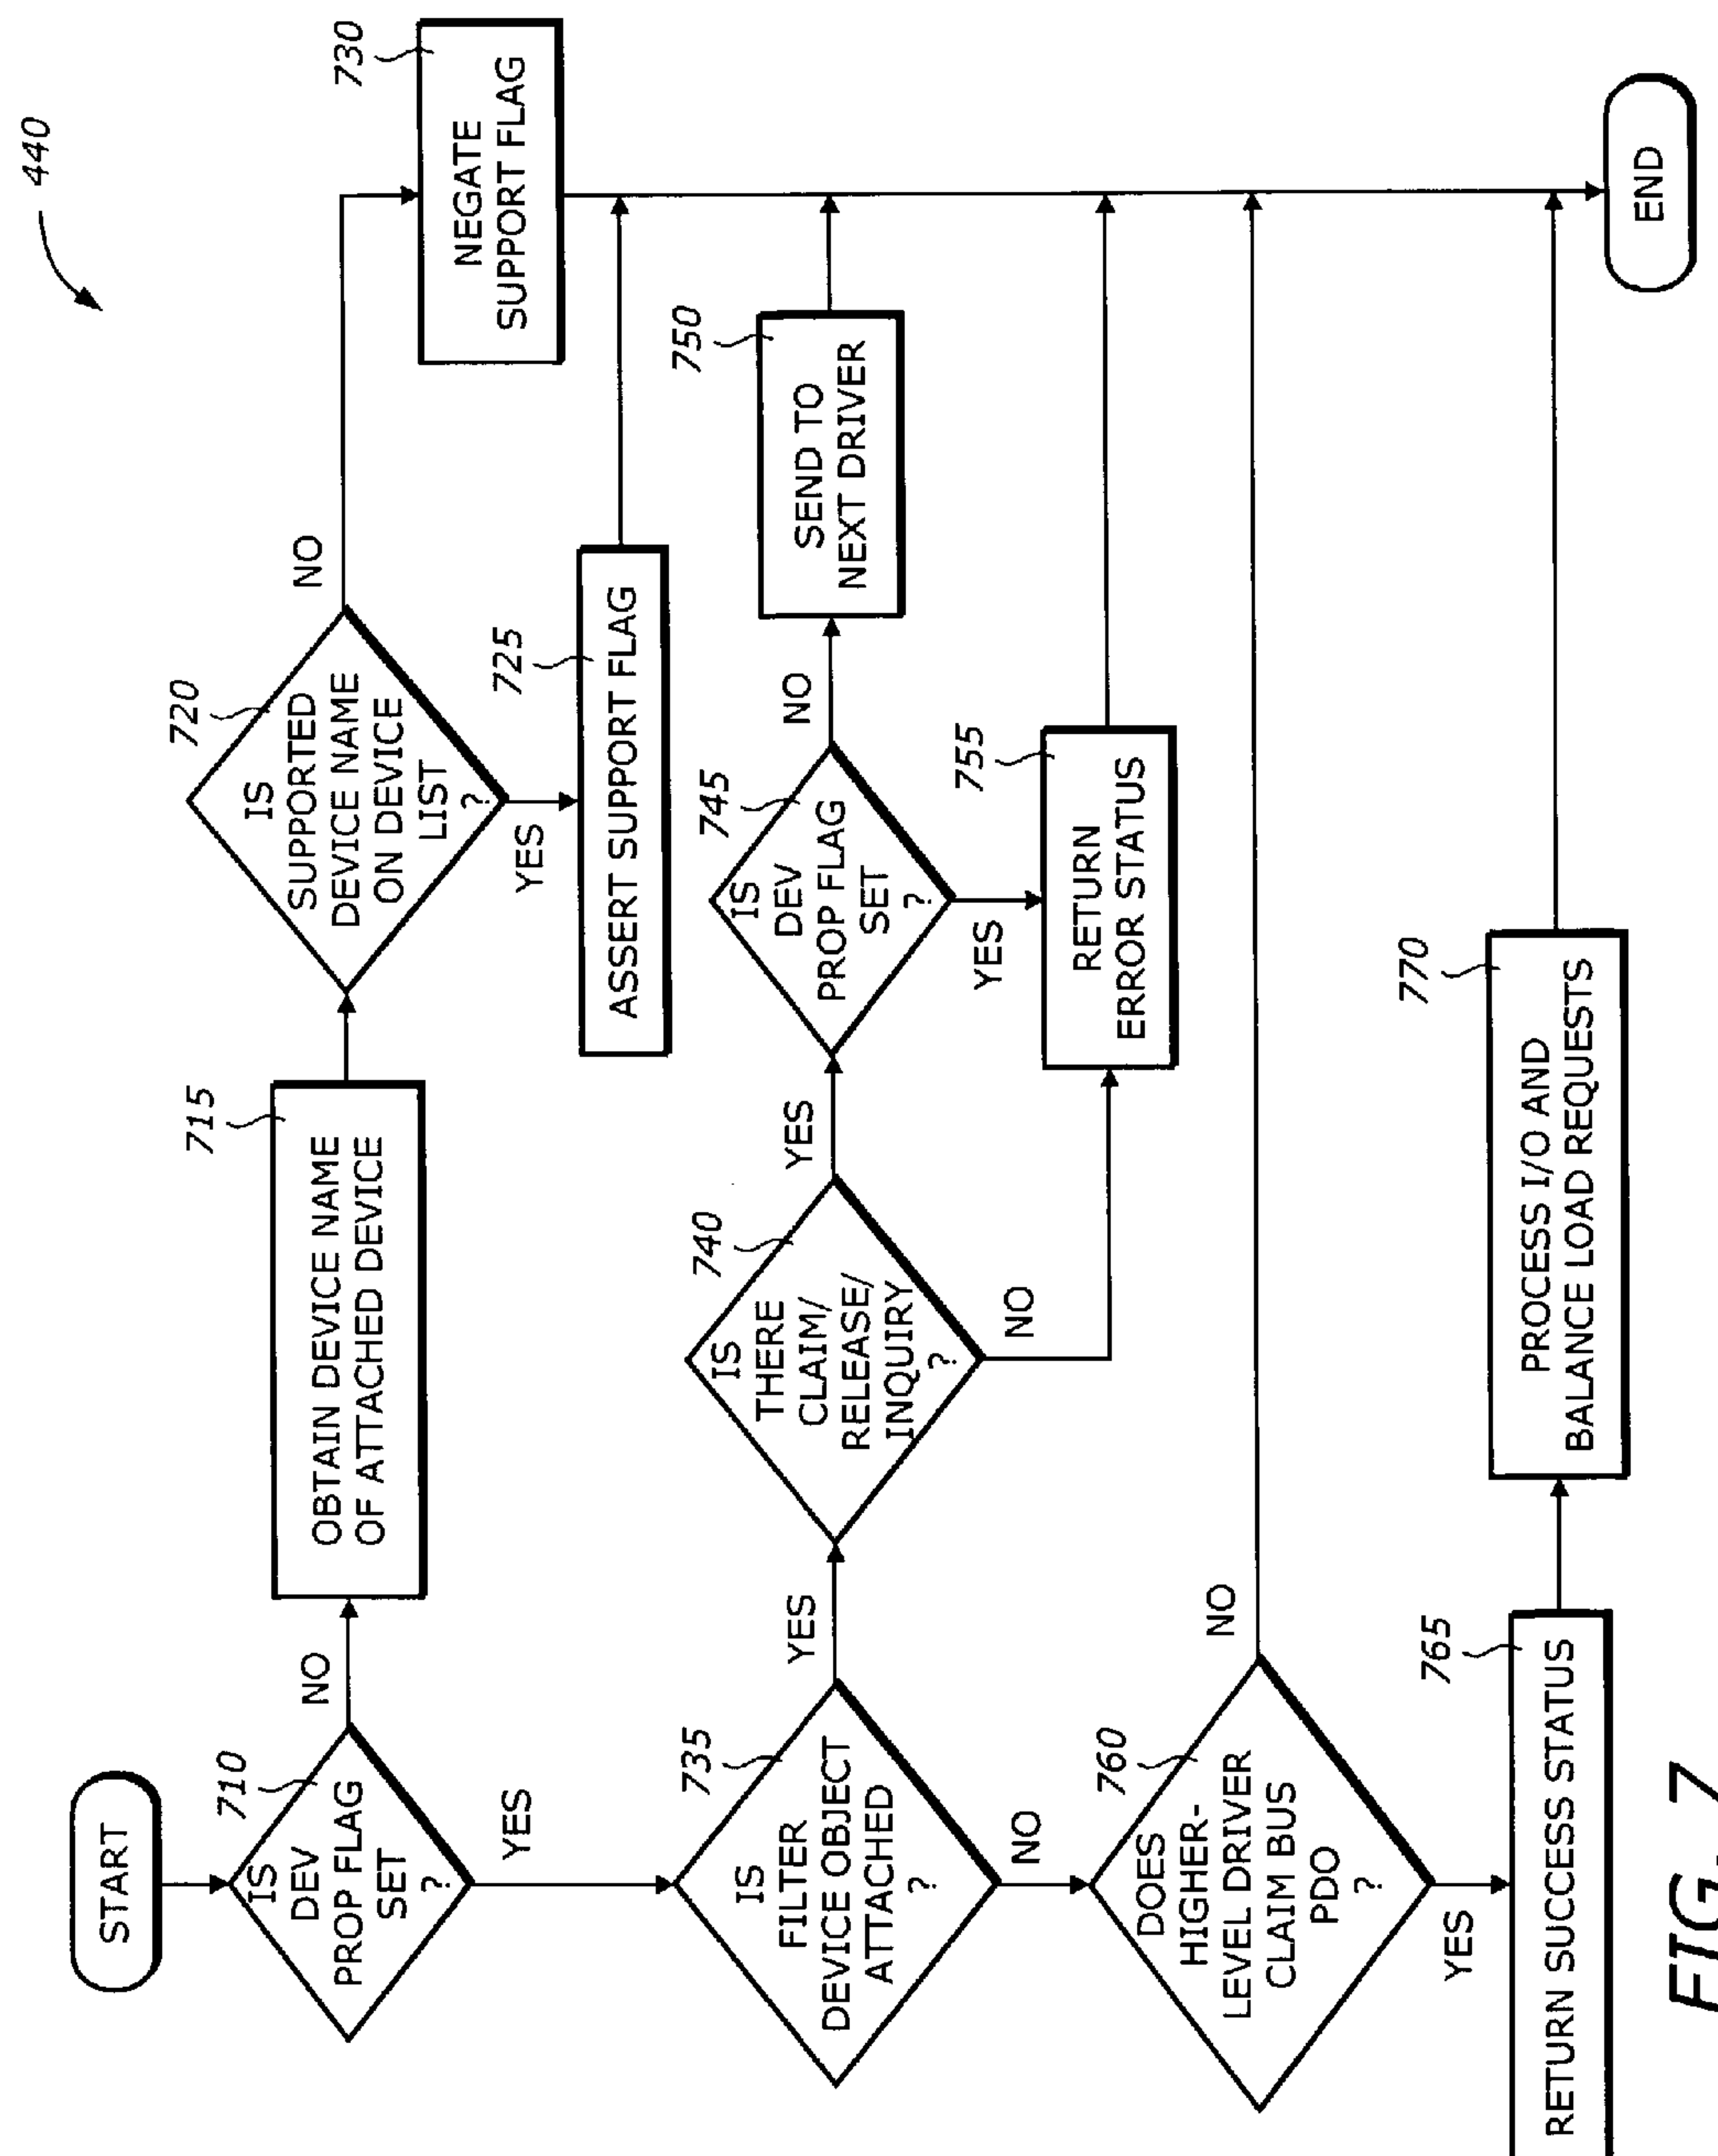 440
START
710
IS
DEV
PROP FLAG
SET
?
NO
YES
715
OBTAIN DEVICE NAME
OF ATTACHED DEVICE
720
IS
SUPPORTED
DEVICE NAME
ON DEVICE
LIST
?
NO
YES
730
NEGATE
SUPPORT FLAG
725
ASSERT SUPPORT FLAG
735
IS
FILTER
DEVICE OBJECT
ATTACHED
?
YES
NO
740
IS
THERE
CLAIM/
RELEASE/
INQUIRY
?
YES
NO
745
IS
DEV
PROP FLAG
SET
?
NO
YES
750
SEND TO
NEXT DRIVER
755
RETURN
ERROR STATUS
760
DOES
HIGHER-
LEVEL DRIVER
CLAIM BUS
PDO
?
NO
YES
765
RETURN SUCCESS STATUS
770
PROCESS I/O AND
BALANCE LOAD REQUESTS
END
FIG. 7